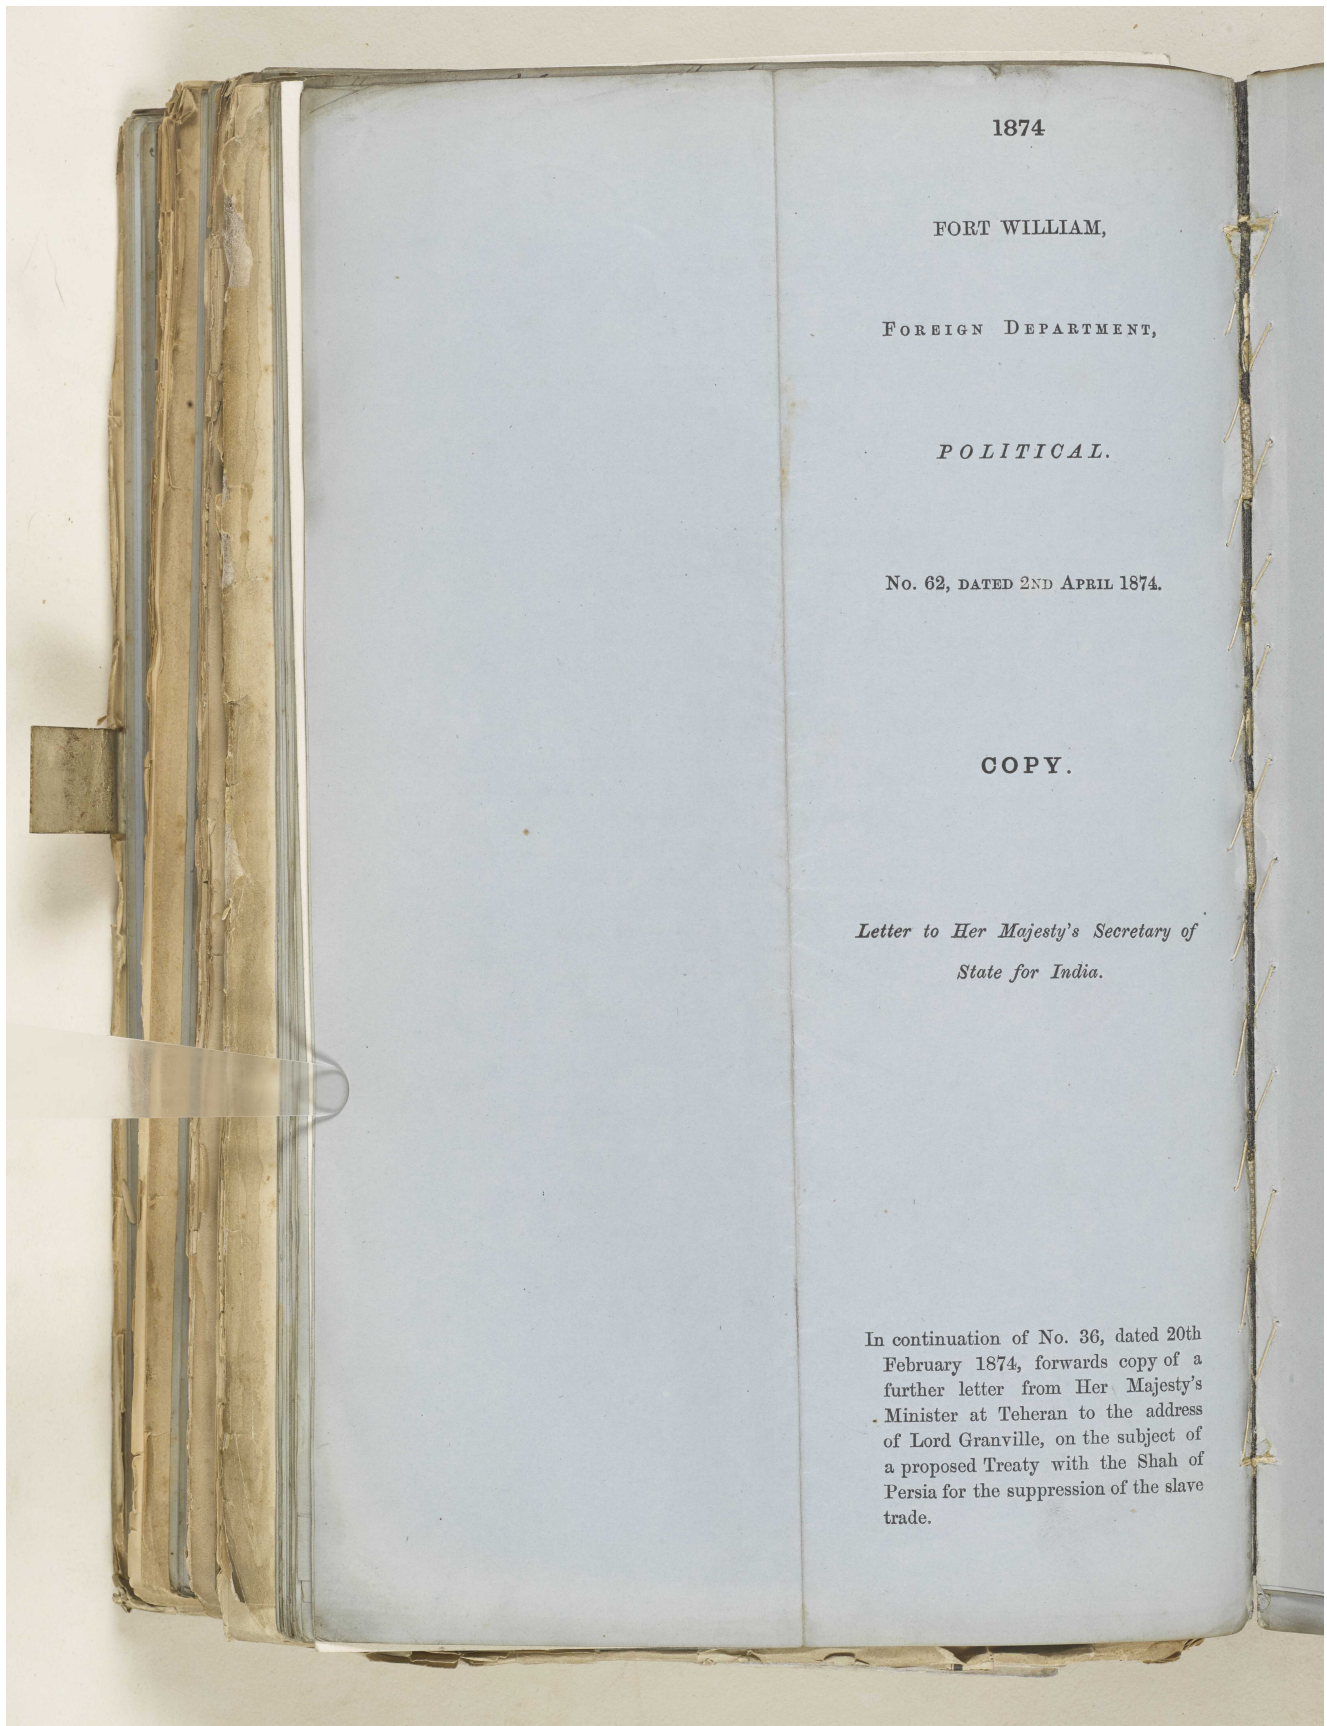 1874
FORT WILLIAM,
FOREIGN DEPARTMENT,
POLITICAL.
No. 62, DATED 2ND APRIL 1874.
COPY.
Letter to Her Majesty's Secretary of
State for India.
In continuation of No. 36, dated 20th
February 1874, forwards copy of a
further letter from Her Majesty's
Minister at Teheran to the address
of Lord Granville, on the subject of
a proposed Treaty with the Shah of
Persia for the suppression of the slave
trade.